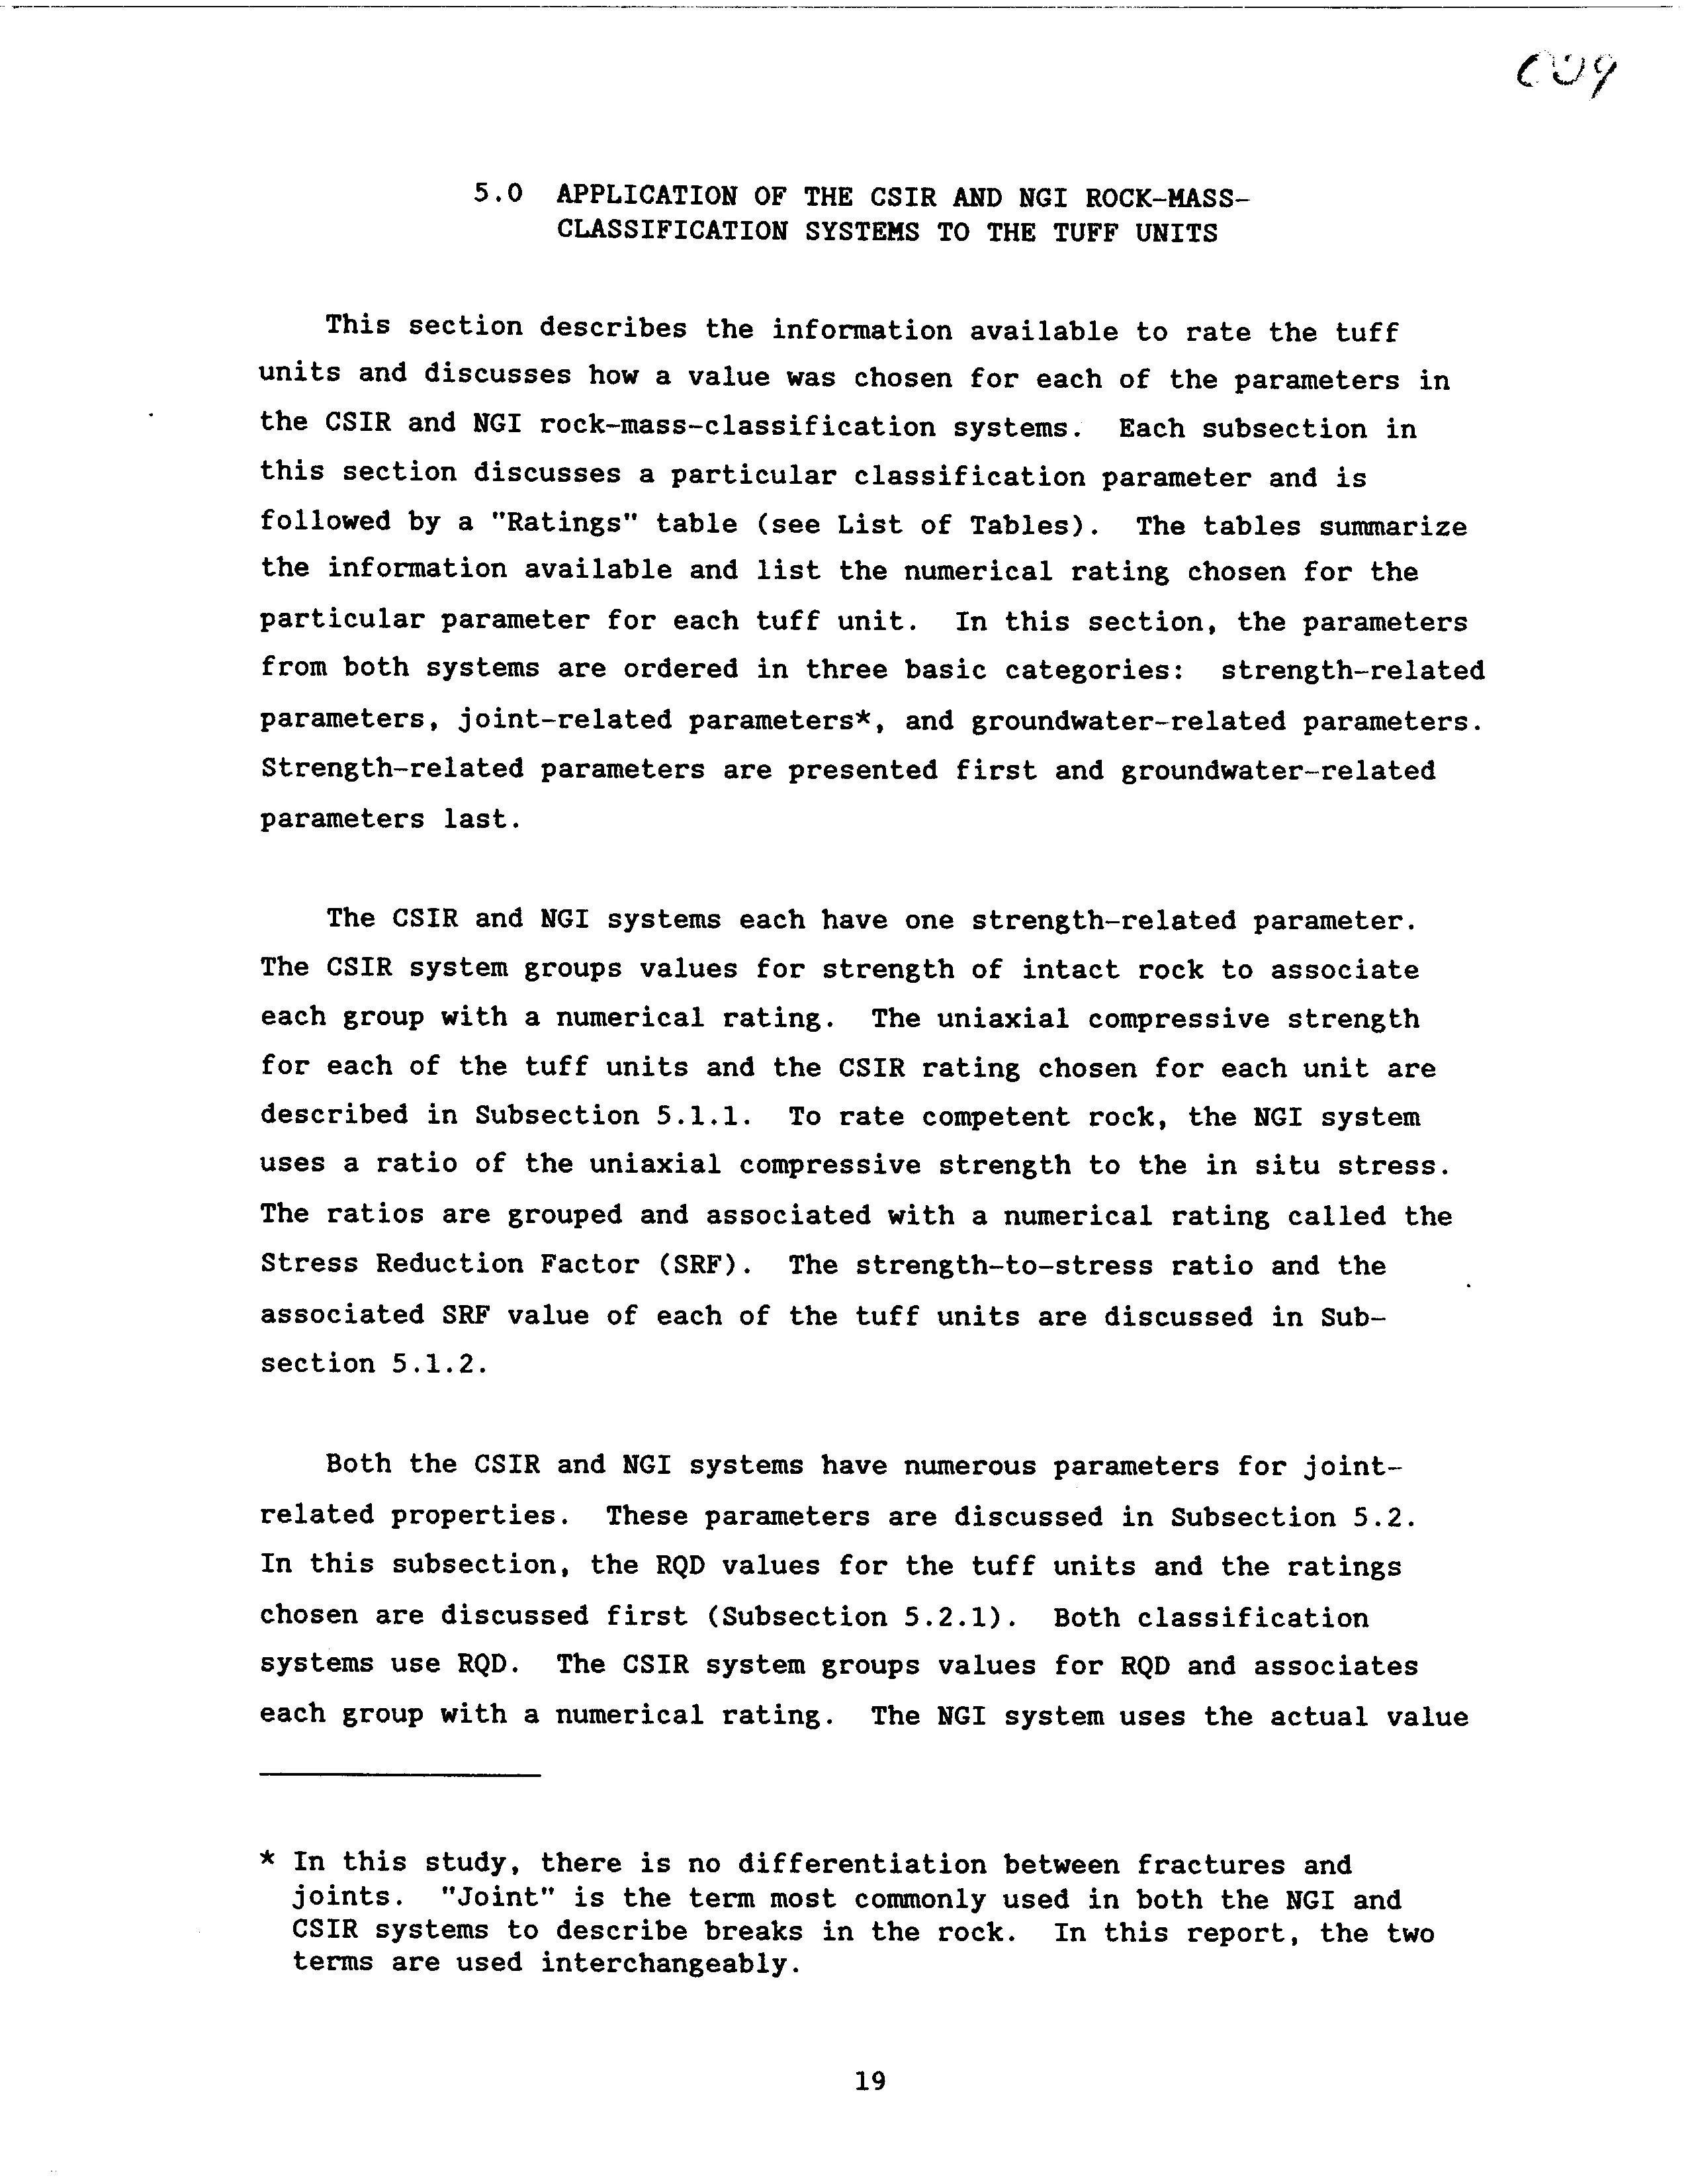 5.0 APPLICATION OF THE CSIR AND NGI ROCK-MASS-
CLASSIFICATION SYSTEMS TO THE TUFF UNITS
This section describes the information available to rate the tuff
units and discusses how a value was chosen for each of the parameters in
the CSIR and NGI rock-mass-classification systems. Each subsection in
this section discusses a particular classification parameter and is
followed by a "Ratings" table (see List of Tables). The tables summarize
the information available and list the numerical rating chosen for the
particular parameter for each tuff unit. In this section, the parameters
from both systems are ordered in three basic categories: strength-related
parameters, joint-related parameters*, and groundwater-related parameters.
Strength-related parameters are presented first and groundwater-related
parameters last.
The CSIR and NGI systems each have one strength-related parameter.
The CSIR system groups values for strength of intact rock to associate
each group with a numerical rating. The uniaxial compressive strength
for each of the tuff units and the CSIR rating chosen for each unit are
described in Subsection 5.1.1. To rate competent rock, the NGI system
uses a ratio of the uniaxial compressive strength to the in situ stress.
The ratios are grouped and associated with a numerical rating called the
Stress Reduction Factor (SRF). The strength-to-stress ratio and the
associated SRF value of each of the tuff units are discussed in Sub-
section 5.1.2.
Both the CSIR and NGI systems have numerous parameters for joint-
related properties. These parameters are discussed in Subsection 5.2.
In this subsection, the RQD values for the tuff units and the ratings
chosen are discussed first (Subsection 5.2.1). Both classification
systems use RQD. The CSIR system groups values for RQD and associates
each group with a numerical rating. The NGI system uses the actual value
* In this study, there is no differentiation between fractures and
joints. "Joint" is the term most commonly used in both the NGI and
CSIR systems to describe breaks in the rock. In this report, the two
terms are used interchangeably.
19